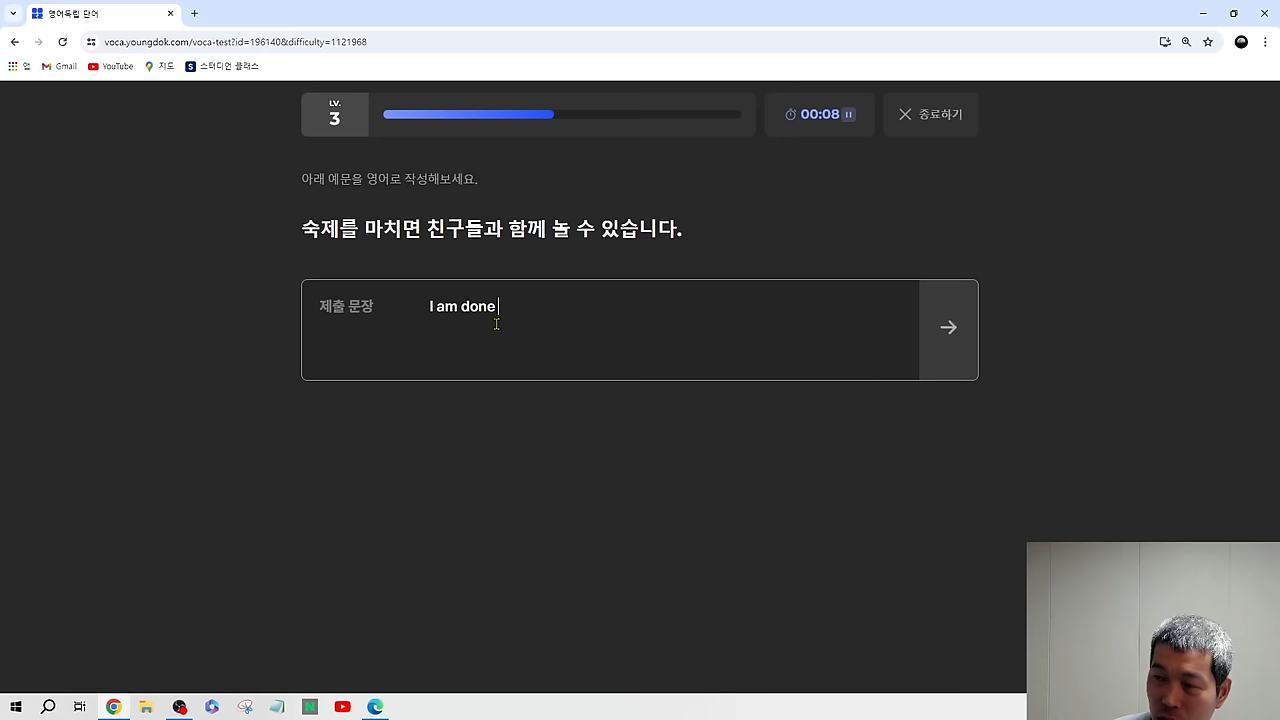 영어독립 단어
voca.youngdok.com/voca-test?id=196140&difficulty=1121968
앱 Gmail YouTube 지도 스터디언 클래스
LV.
3
00:08
종료하기
아래 예문을 영어로 작성해보세요.
숙제를 마치면 친구들과 함께 놀 수 있습니다.
제출 문장 I am done